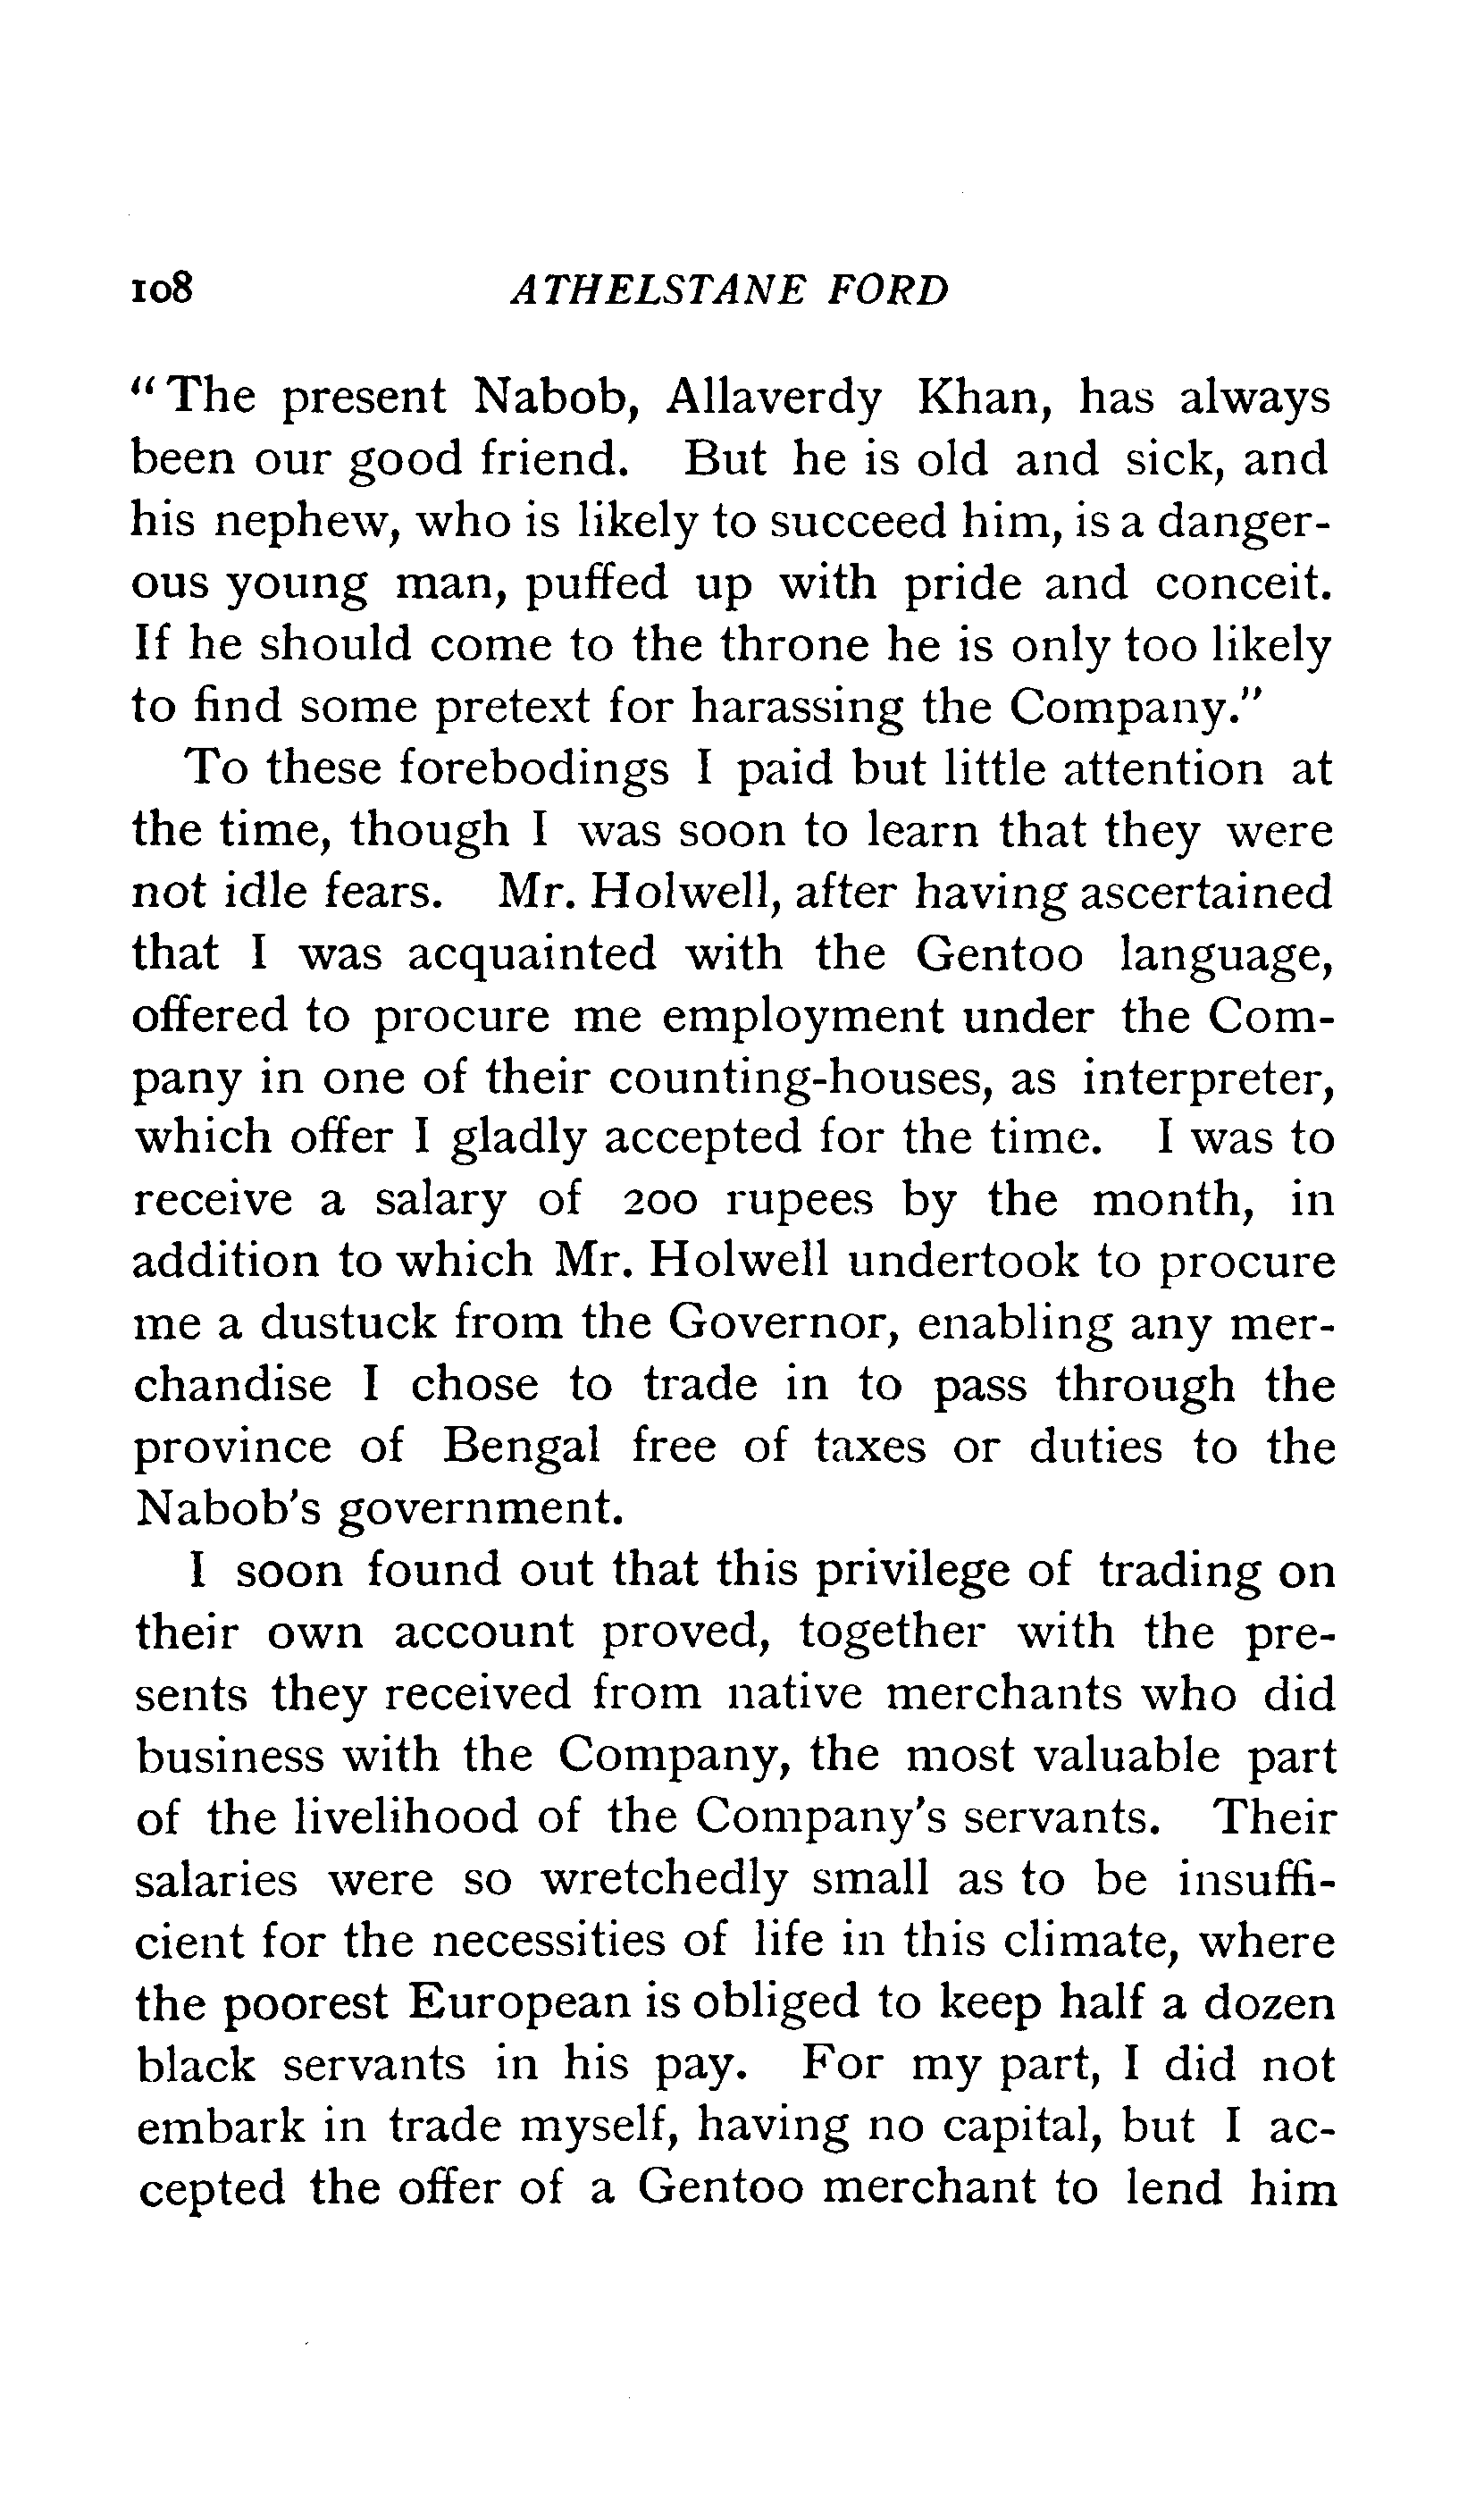 108 ATHELSTANE FORD
"The present Nabob, Allaverdy Khan, has always
been our good friend. But he is old and sick, and
his nephew, who is likely to succeed him, is a danger-
ous young man, puffed up with pride and conceit.
If he should come to the throne he is only too likely
to find some pretext for harassing the Company."
To these forebodings I paid but little attention at
the time, though I was soon to learn that they were
not idle fears. Mr. Holwell, after having ascertained
that I was acquainted with the Gentoo language,
offered to procure me employment under the Com-
pany in one of their counting-houses, as interpreter,
which offer I gladly accepted for the time. I was to
receive a salary of 200 rupees by the month, in
addition to which Mr. Holwell undertook to procure
me a dustuck from the Governor, enabling any mer-
chandise I chose to trade in to pass through the
province of Bengal free of taxes or duties to the
Nabob's government.
I soon found out that this privilege of trading on
their own account proved, together with the pre-
sents they received from native merchants who did
business with the Company, the most valuable part
of the livelihood of the Company's servants. Their
salaries were so wretchedly small as to be insuffi-
cient for the necessities of life in this climate, where
the poorest European is obliged to keep half a dozen
black servants in his pay. For my part, I did not
embark in trade myself, having no capital, but I ac-
cepted the offer of a Gentoo merchant to lend him